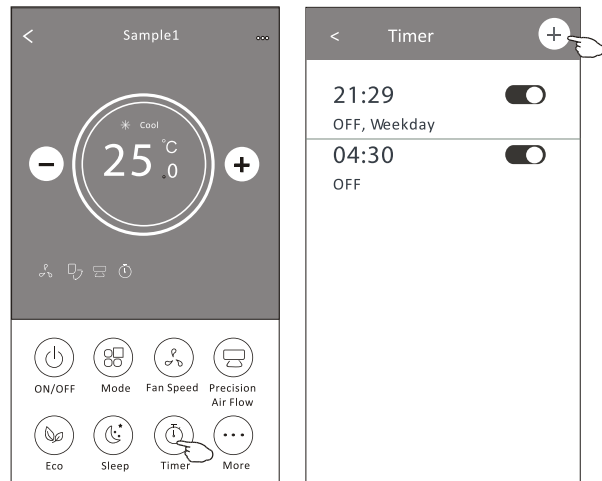 < Sample1
Cool
25.0 °C
ON/OFF Mode Fan Speed Precision
Air Flow
Eco Sleep Timer More
< Timer +
21:29
OFF, Weekday
04:30
OFF